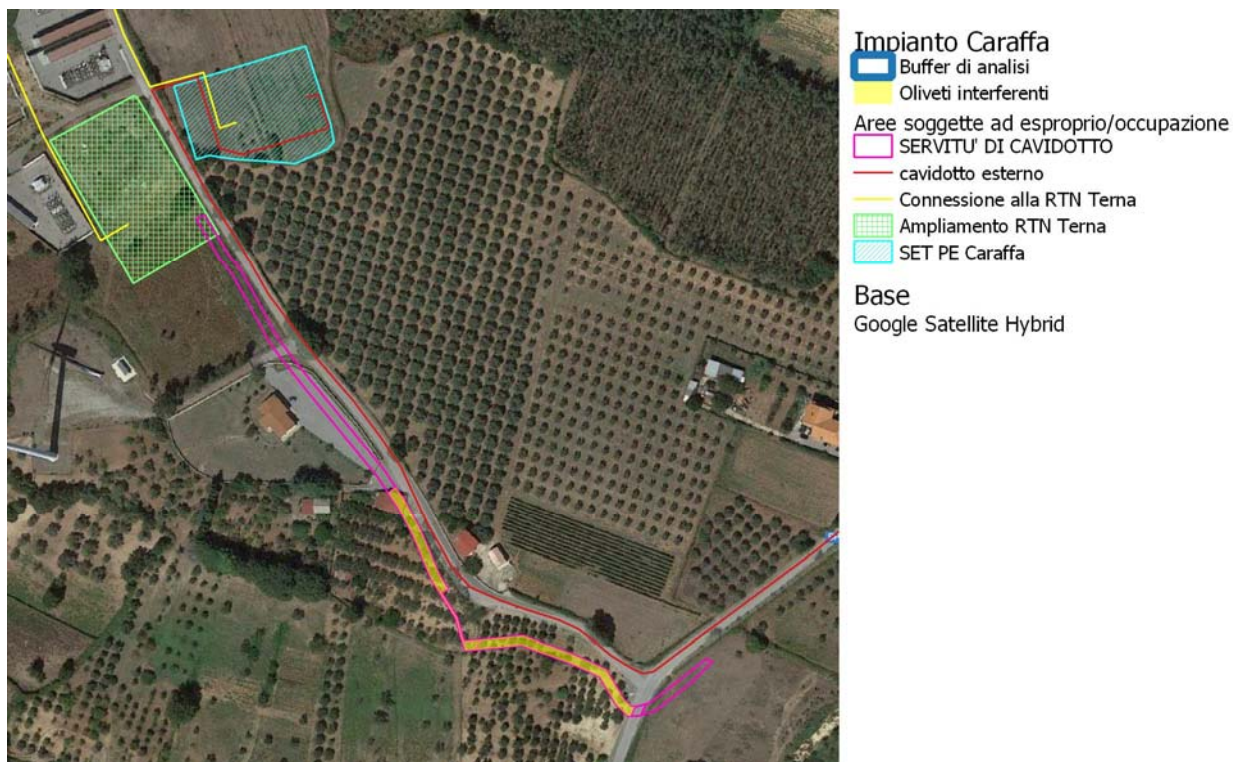 Impianto Caraffa
Buffer di analisi
Oliveti interferenti
Aree soggette ad esproprio/occupazione
SERVITU' DI CAVIDOTTO
cavidotto esterno
Connessione alla RTN Terna
Ampliamento RTN Terna
SET PE Caraffa
Base
Google Satellite Hybrid